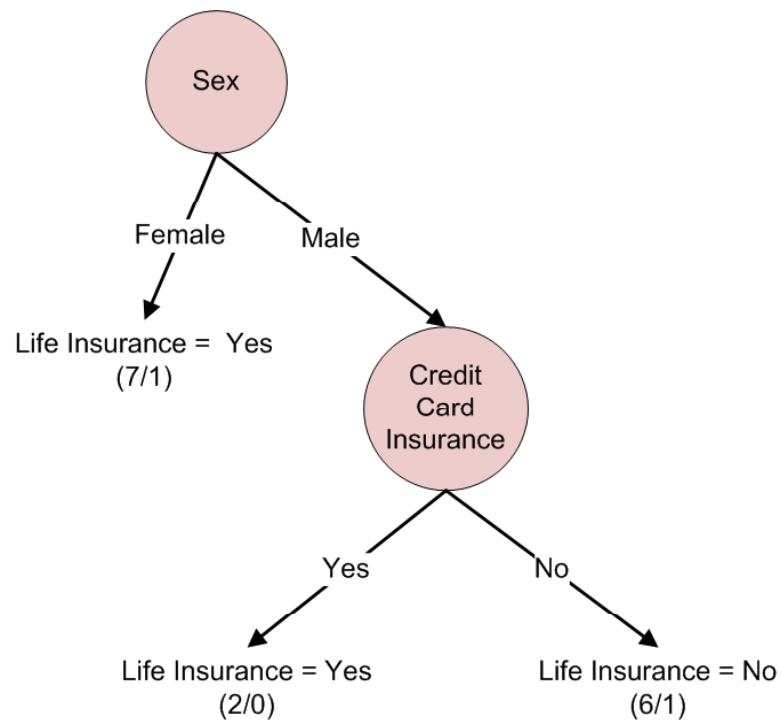 Sex
Female
Male
Life Insurance = Yes
(7/1)
Credit
Card
Insurance
Yes
No
Life Insurance = Yes
(2/0)
Life Insurance = No
(6/1)